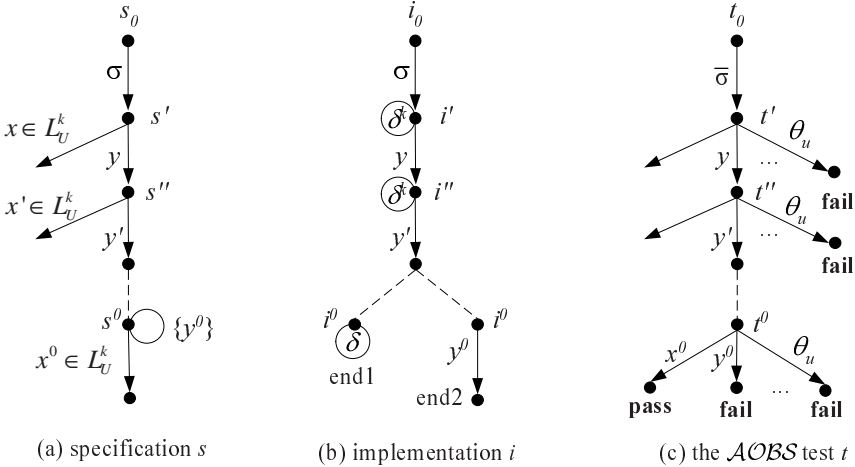 s₀ i₀ t₀
σ σ σ̅
s' δᵏ i' t'
x ∈ L_U^k θᵤ
y y y ...
s'' δᵏ i'' t'' fail
x' ∈ L_U^k θᵤ
y' y' y' ...
fail
s⁰ {y⁰} i⁰ i⁰ t⁰
x⁰ ∈ L_U^k δ y⁰ x⁰ y⁰ θᵤ
end1 ...
end2 pass fail fail
(a) specification s (b) implementation i (c) the AOBS test t